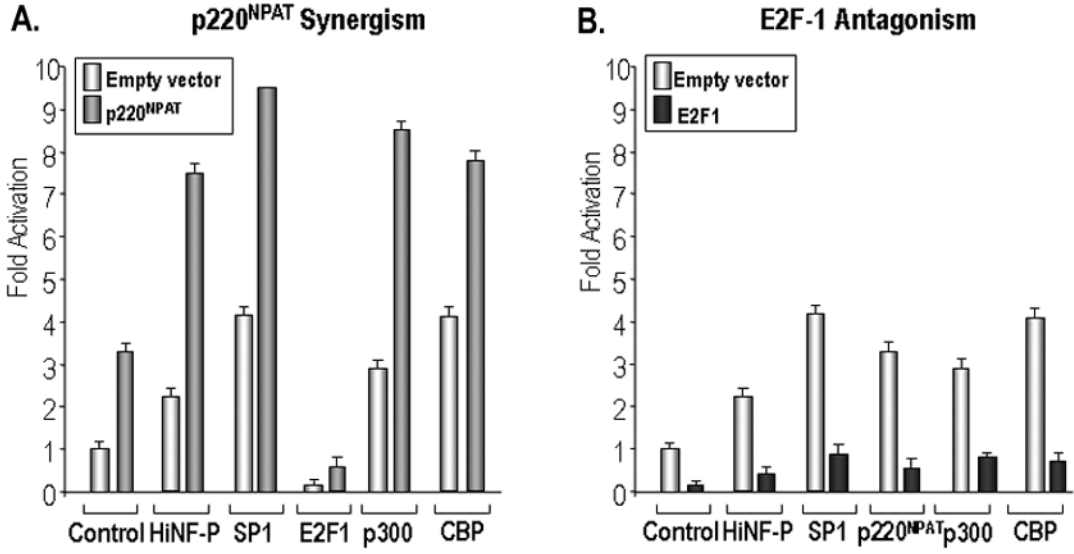 A.
p220NPAT Synergism
Empty vector
p220NPAT
Fold Activation
10
9
8
7
6
5
4
3
2
1
0
Control HiNF-P SP1 E2F1 p300 CBP
B.
E2F-1 Antagonism
Empty vector
E2F1
Fold Activation
10
9
8
7
6
5
4
3
2
1
0
Control HiNF-P SP1 p220NPAT p300 CBP